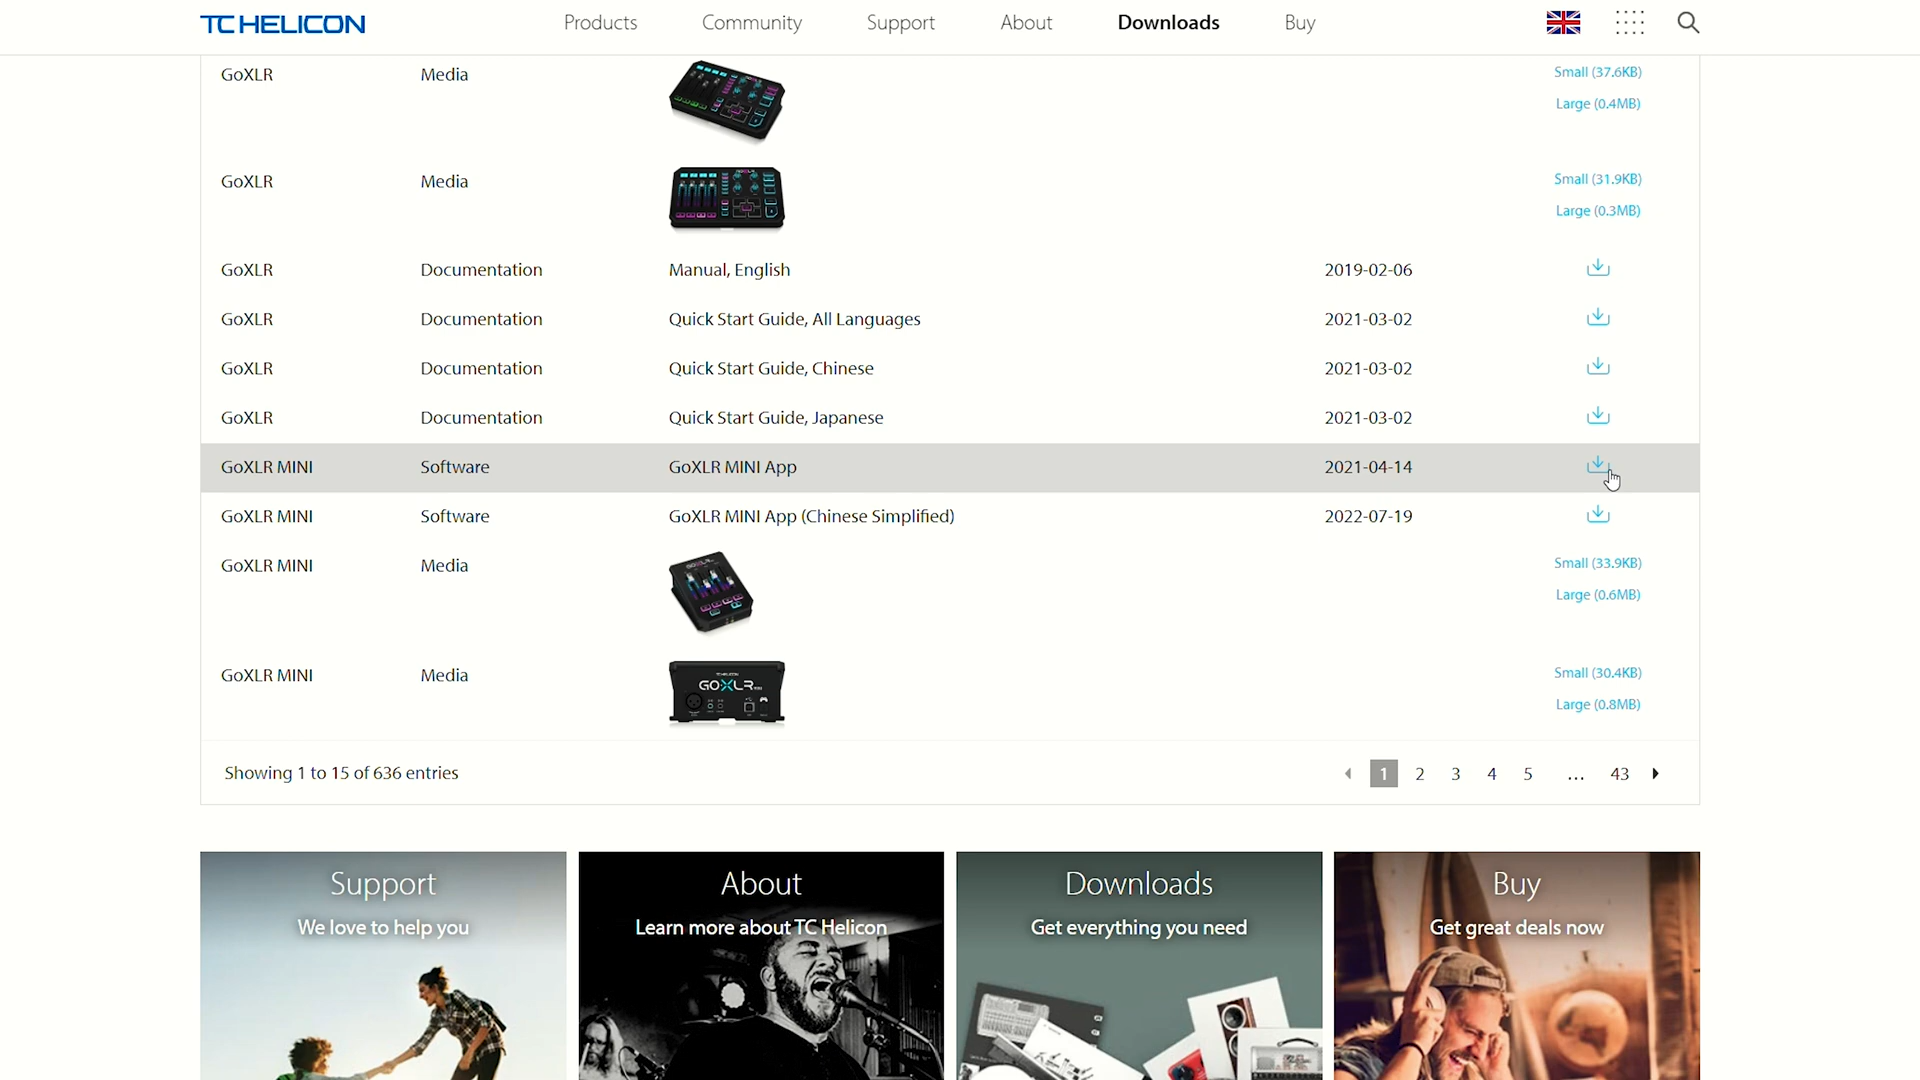 TC HELICON
Products Community Support About Downloads Buy
GoXLR Media Small (37.6KB)
Large (0.4MB)
GoXLR Media Small (31.9KB)
Large (0.3MB)
GoXLR Documentation Manual, English 2019-02-06
GoXLR Documentation Quick Start Guide, All Languages 2021-03-02
GoXLR Documentation Quick Start Guide, Chinese 2021-03-02
GoXLR Documentation Quick Start Guide, Japanese 2021-03-02
GoXLR MINI Software GoXLR MINI App 2021-04-14
GoXLR MINI Software GoXLR MINI App (Chinese Simplified) 2022-07-19
GoXLR MINI Media Small (33.9KB)
Large (0.6MB)
GoXLR MINI Media Small (30.4KB)
GOXLR
Large (0.8MB)
Showing 1 to 15 of 636 entries 1 2 3 4 5 ... 43
Support About Downloads Buy
We love to help you Learn more about TC Helicon Get everything you need Get great deals now